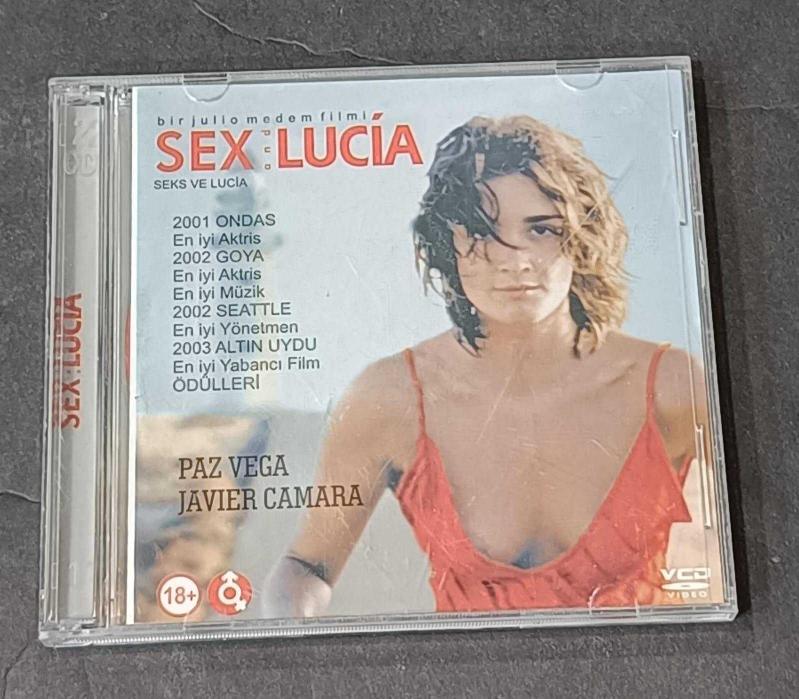 bir julio medem filmi
SEX and LUCÍA
SEKS VE LUCİA
2001 ONDAS
En iyi Aktris
2002 GOYA
En iyi Aktris
En iyi Müzik
2002 SEATTLE
En iyi Yönetmen
2003 ALTIN UYDU
En iyi Yabancı Film
ÖDÜLLERİ
PAZ VEGA
JAVIER CAMARA
18+
VCD
VIDEO
SEX LUCÍA